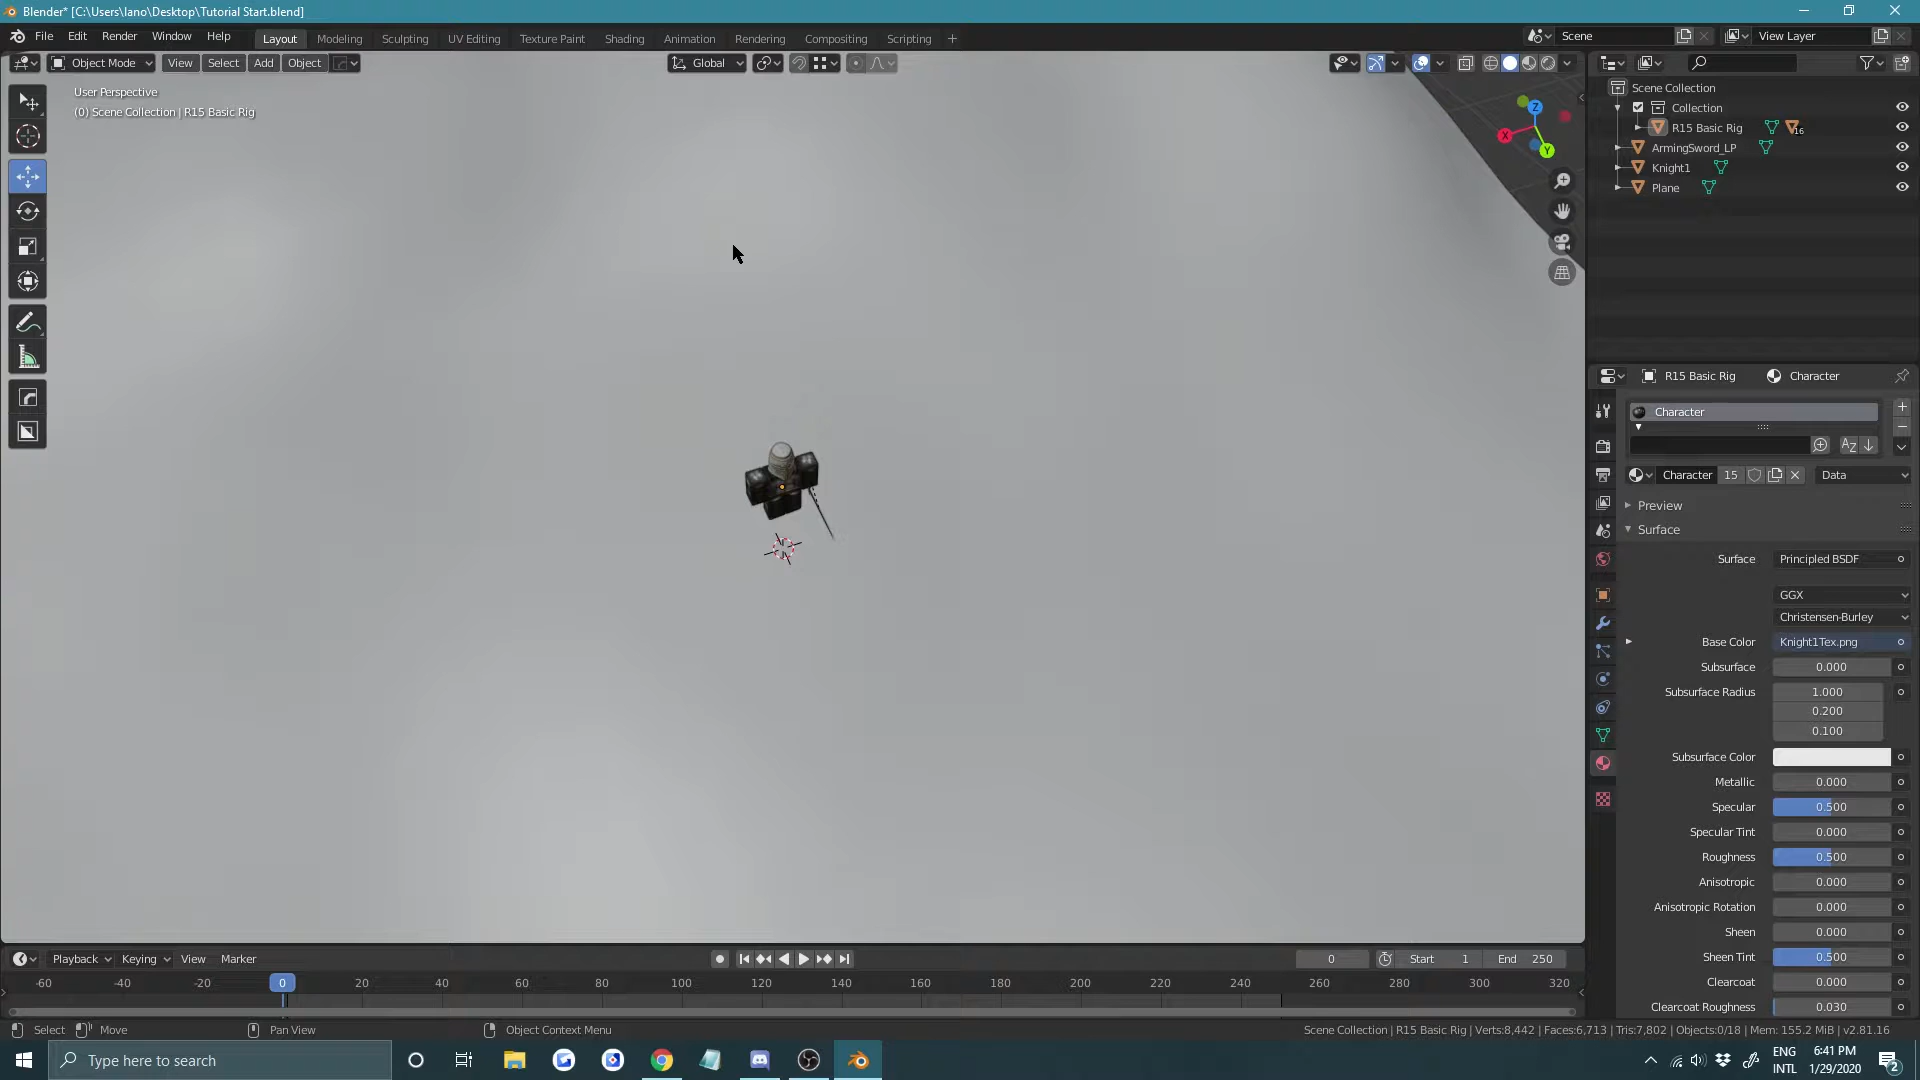 Blender* [C:\Users\Iano\Desktop\Tutorial Start.blend]
File Edit Render Window Help
Layout Modeling Sculpting UV Editing Texture Paint Shading Animation Rendering Compositing Scripting +
Scene
View Layer
Object Mode View Select Add Object
Global
User Perspective
(0) Scene Collection | R15 Basic Rig
Z
X
Y
Scene Collection
Collection
R15 Basic Rig 16
ArmingSword_LP
Knight1
Plane
R15 Basic Rig Character
Character
Character 15 Data
Preview
Surface
Surface Principled BSDF
GGX
Christensen-Burley
Base Color Knight1Tex.png
Subsurface 0.000
Subsurface Radius 1.000
0.200
0.100
Subsurface Color
Metallic 0.000
Specular 0.500
Specular Tint 0.000
Roughness 0.500
Anisotropic 0.000
Anisotropic Rotation 0.000
Sheen 0.000
Sheen Tint 0.500
Clearcoat 0.000
Clearcoat Roughness 0.030
Playback Keying View Marker
0 Start 1 End 250
-60 -40 -20 0 20 40 60 80 100 120 140 160 180 200 220 240 260 280 300 320
Select Move Pan View Object Context Menu
Scene Collection | R15 Basic Rig | Verts:8,442 | Faces:6,713 | Tris:7,802 | Objects:0/18 | Mem: 155.2 MiB | v2.81.16
Type here to search
ENG
INTL
6:41 PM
1/29/2020
2